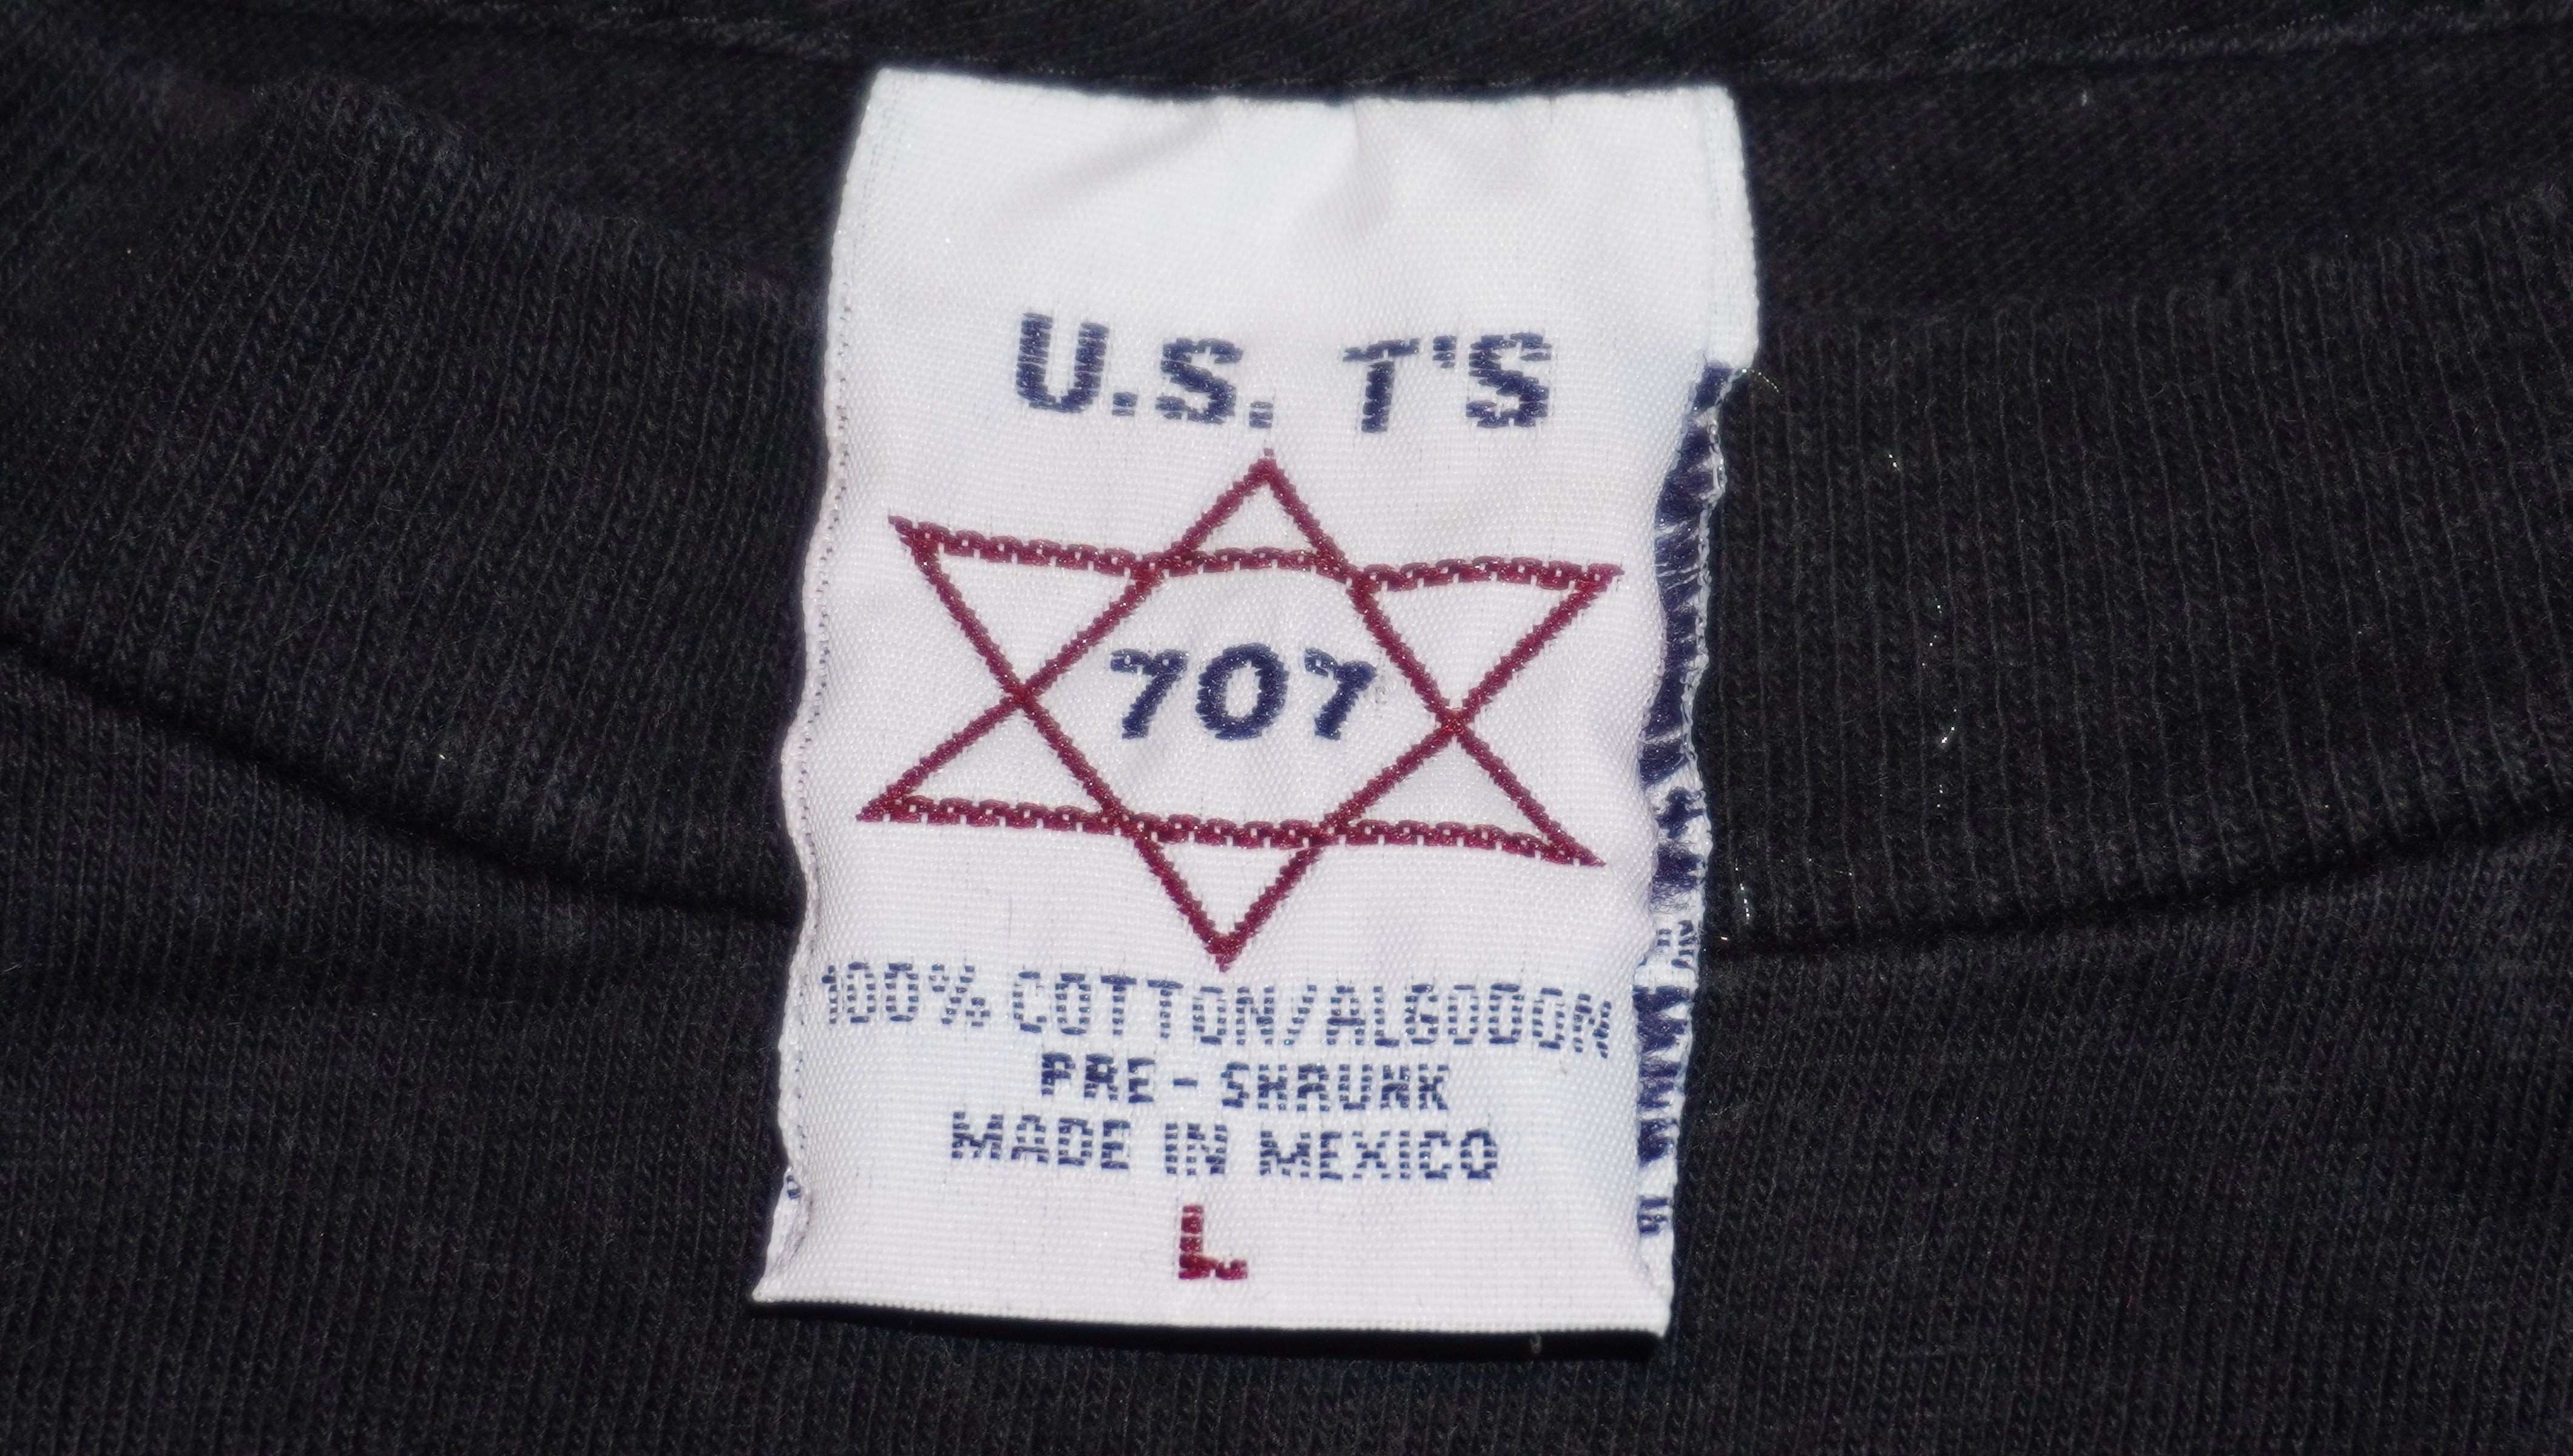 U.S. T'S
707
100% COTTON/ALGODON
PRE-SHRUNK
MADE IN MEXICO
L